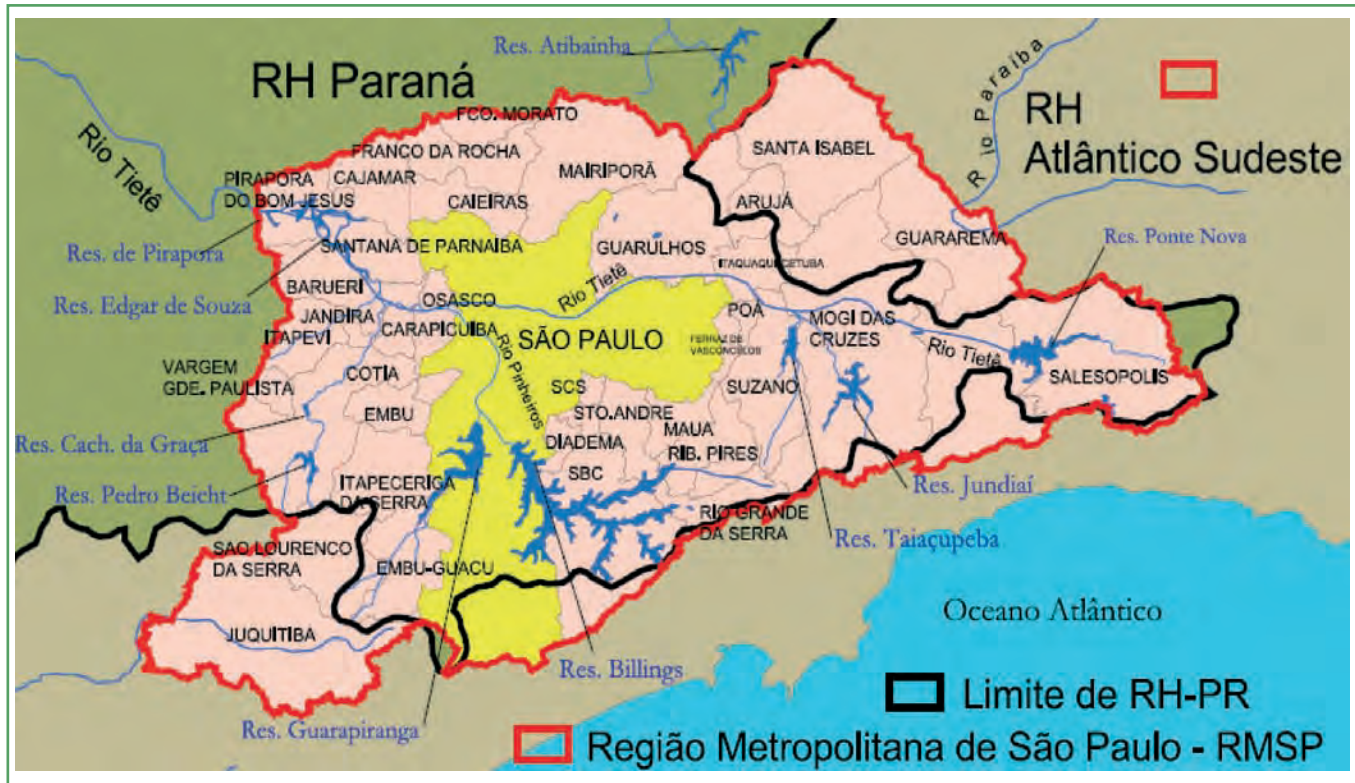 Res. Atibainha
RH Paraná
Rio Paraíba
RH
Atlântico Sudeste
FCO. MORATO
Rio Tietê
FRANCO DA ROCHA
SANTA ISABEL
MAIRIPORÃ
PIRAPORA
DO BOM JESUS
CAJAMAR
CAIEIRAS
ARUJÁ
GUARAREMA
Res. Ponte Nova
Res. de Pirapora
SANTANA DE PARNAIBA
GUARULHOS
ITAQUAQUECETUBA
Res. Edgar de Souza
BARUERI
OSASCO
Rio Tietê
POÁ
MOGI DAS
CRUZES
JANDIRA
CARAPICUIBA
ITAPEVI
SÃO PAULO
FERRAZ DE
VASCONCULOS
Rio Tietê
VARGEM
GDE. PAULISTA
COTIA
Rio Pinheiros
SCS
SUZANO
SALESOPOLIS
EMBU
STO.ANDRE
MAUA
DIADEMA
RIB. PIRES
Res. Cach. da Graça
SBC
ITAPECERIGA
DA SERRA
Res. Pedro Beicht
Res. Jundiaí
RIO GRANDE
DA SERRA
Res. Taiaçupeba
SAO LOURENCO
DA SERRA
EMBU-GUACU
JUQUITIBA
Oceano Atlântico
Res. Billings
Res. Guarapiranga
Limite de RH-PR
Região Metropolitana de São Paulo - RMSP